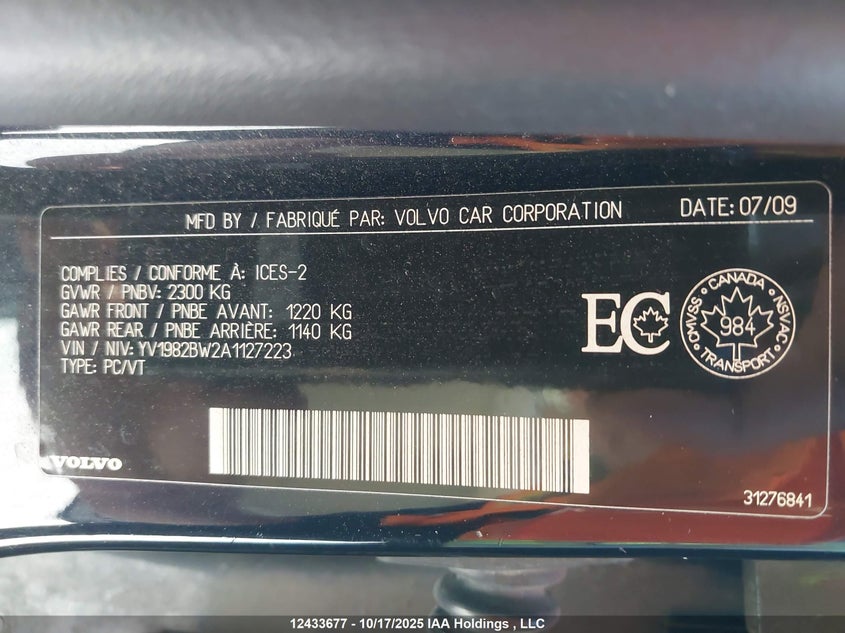 MFD BY / FABRIQUÉ PAR: VOLVO CAR CORPORATION DATE: 07/09
COMPLIES / CONFORME À: ICES-2
GVWR / PNBV: 2300 KG
GAWR FRONT / PNBE AVANT: 1220 KG
GAWR REAR / PNBE ARRIÈRE: 1140 KG
VIN / NIV: YV1982BW2A1127223
TYPE: PC/VT
EC
CANADA
CMVSS
984
NSVAC
TRANSPORT
VOLVO
31276841
12433677 - 10/17/2025 IAA Holdings , LLC